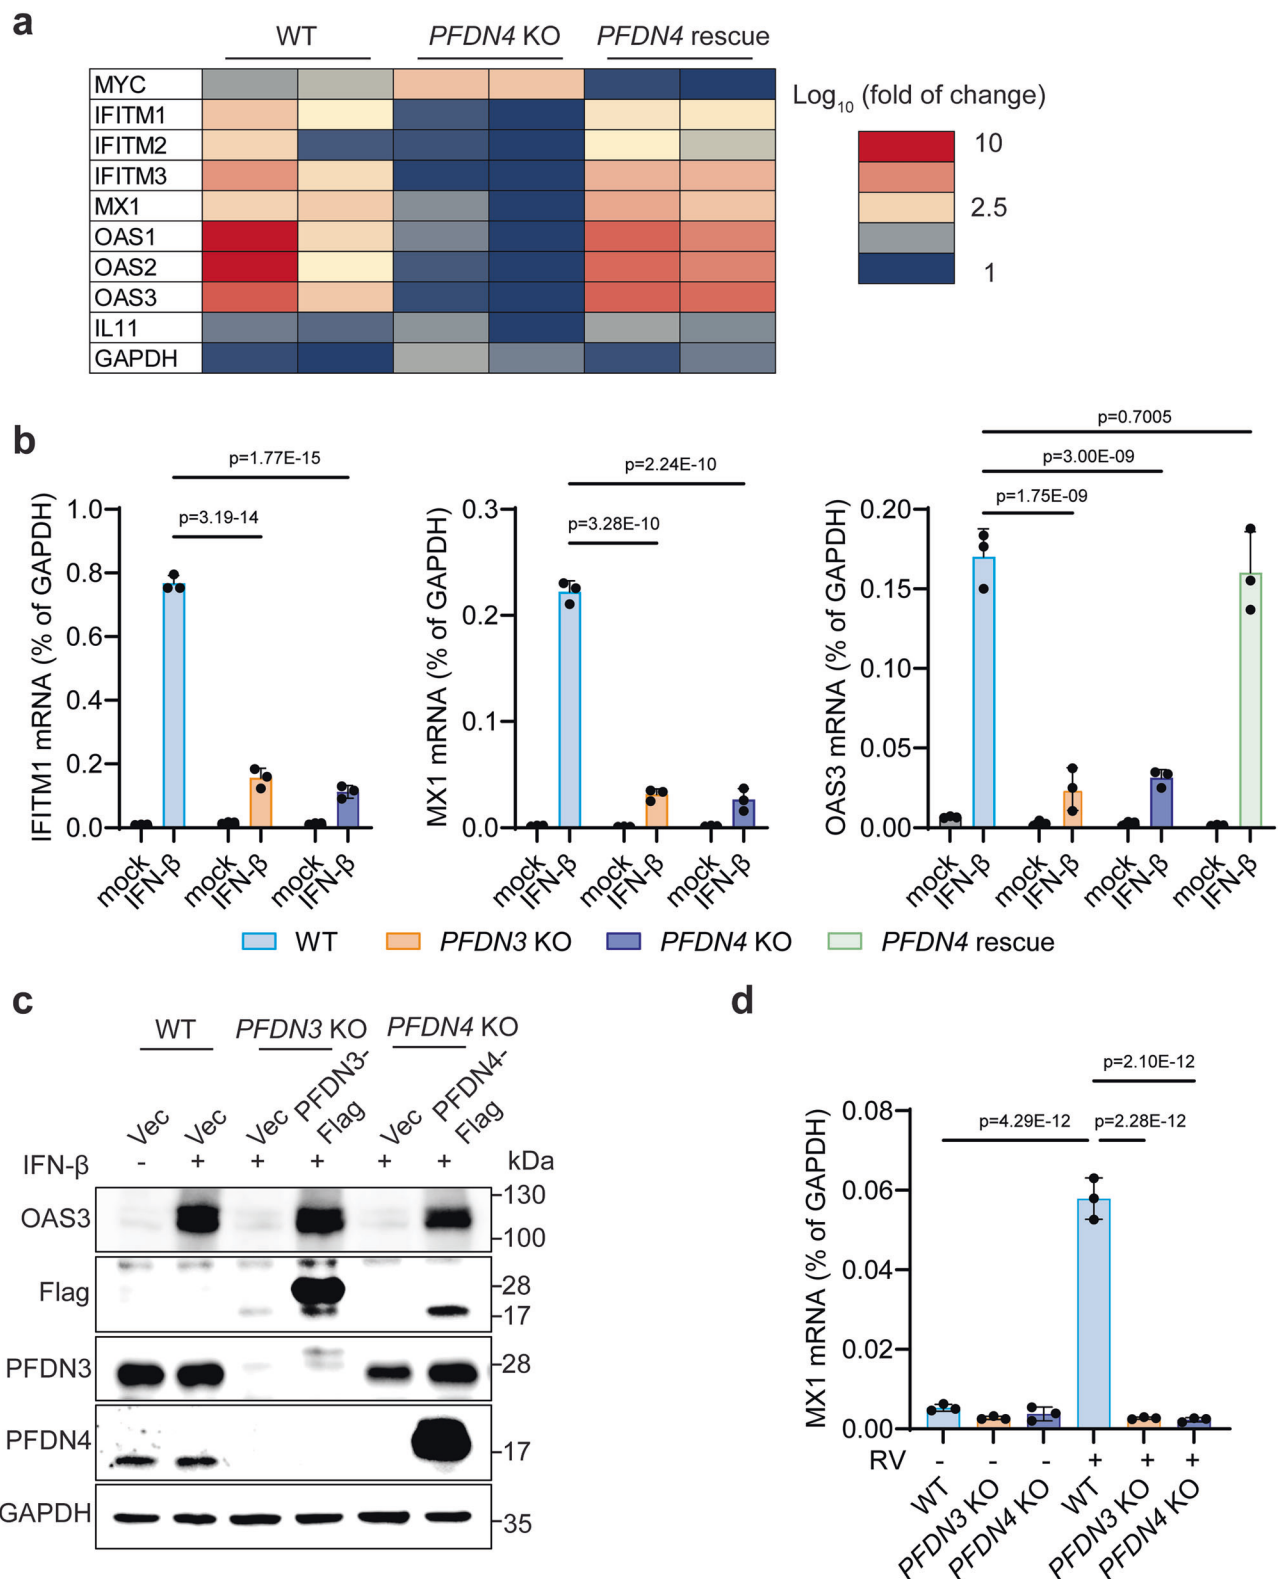 a
WT PFDN4 KO PFDN4 rescue
MYC
IFITM1
IFITM2
IFITM3
MX1
OAS1
OAS2
OAS3
IL11
GAPDH
Log10 (fold of change)
10
2.5
1
b
IFITM1 mRNA (% of GAPDH)
1.0
0.8
0.6
0.4
0.2
0.0
p=1.77E-15
p=3.19-14
mock IFN-β mock IFN-β mock IFN-β
MX1 mRNA (% of GAPDH)
0.3
0.2
0.1
0.0
p=2.24E-10
p=3.28E-10
mock IFN-β mock IFN-β mock IFN-β
OAS3 mRNA (% of GAPDH)
0.20
0.15
0.10
0.05
0.00
p=0.7005
p=3.00E-09
p=1.75E-09
mock IFN-β mock IFN-β mock IFN-β mock IFN-β
WT PFDN3 KO PFDN4 KO PFDN4 rescue
c
WT PFDN3 KO PFDN4 KO
Vec Vec Vec PFDN3-Flag Vec PFDN4-Flag
IFN-β - + + + + + kDa
OAS3 -130
-100
Flag -28
-17
PFDN3 -28
PFDN4 -17
GAPDH -35
d
MX1 mRNA (% of GAPDH)
0.08
0.06
0.04
0.02
0.00
p=2.10E-12
p=4.29E-12 p=2.28E-12
RV - - - + + +
WT PFDN3 KO PFDN4 KO WT PFDN3 KO PFDN4 KO